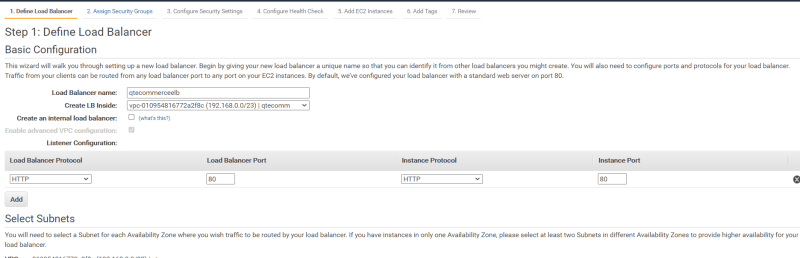 1. Define Load Balancer 2. Assign Security Groups 3. Configure Security Settings 4. Configure Health Check 5. Add EC2 Instances 6. Add Tags 7. Review
Step 1: Define Load Balancer
Basic Configuration
This wizard will walk you through setting up a new load balancer. Begin by giving your new load balancer a unique name so that you can identify it from other load balancers you might create. You will also need to configure ports and protocols for your load balancer.
Traffic from your clients can be routed from any load balancer port to any port on your EC2 instances. By default, we've configured your load balancer with a standard web server on port 80.
Load Balancer name: qtecommerceelb
Create LB Inside: vpc-010954816772a2f8c (192.168.0.0/23) | qtecomm
Create an internal load balancer: (what's this?)
Enable advanced VPC configuration:
Listener Configuration:
Load Balancer Protocol Load Balancer Port Instance Protocol Instance Port
HTTP 80 HTTP 80
Add
Select Subnets
You will need to select a Subnet for each Availability Zone where you wish traffic to be routed by your load balancer. If you have instances in only one Availability Zone, please select at least two Subnets in different Availability Zones to provide higher availability for your
load balancer.